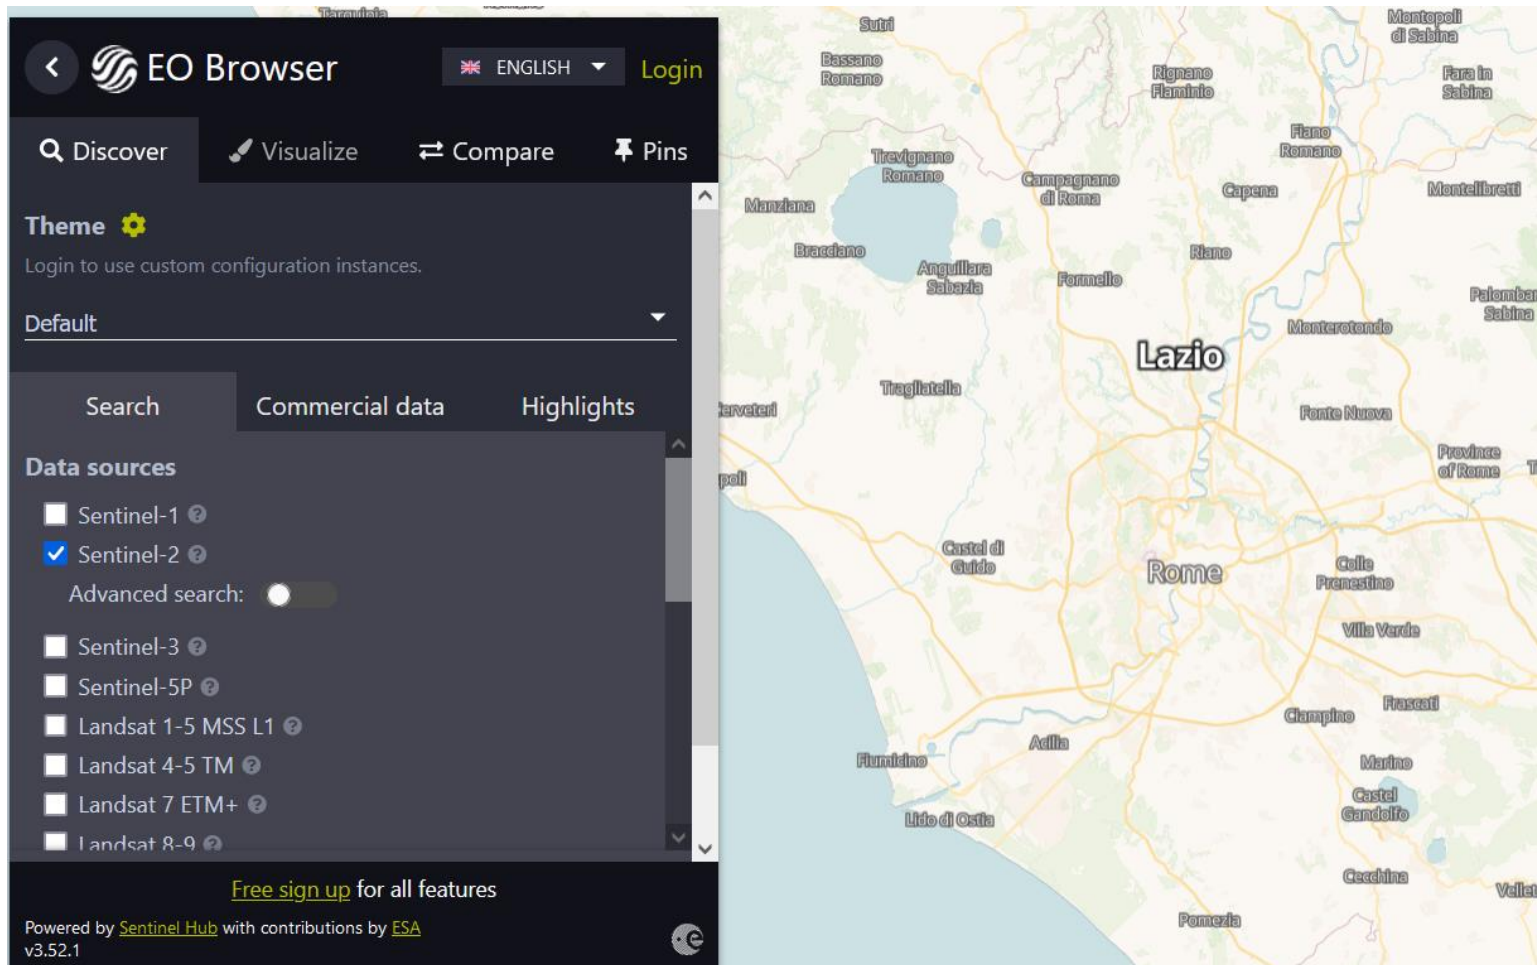 EO Browser
ENGLISH
Login
Discover
Visualize
Compare
Pins
Theme
Login to use custom configuration instances.
Default
Search
Commercial data
Highlights
Data sources
Sentinel-1
Sentinel-2
Advanced search:
Sentinel-3
Sentinel-5P
Landsat 1-5 MSS L1
Landsat 4-5 TM
Landsat 7 ETM+
Landsat 8-9
Free sign up for all features
Powered by Sentinel Hub with contributions by ESA
v3.52.1
Tarquinia
Sutri
Montopoli
di Sabina
Bassano
Romano
Rignano
Flaminio
Fara in
Sabina
Fiano
Romano
Trevignano
Romano
Campagnano
di Roma
Capena
Montelibretti
Manziana
Bracciano
Anguillara
Sabazia
Formello
Riano
Palombar
Sabina
Monterotondo
Lazio
Tragliatella
erveteri
Fonte Nuova
Province
of Rome
poli
Castel di
Guido
Rome
Colle
Prenestino
Villa Verde
Frascati
Ciampino
Acilia
Fiumicino
Marino
Castel
Gandolfo
Lido di Ostia
Cecchina
Vellet
Pomezia